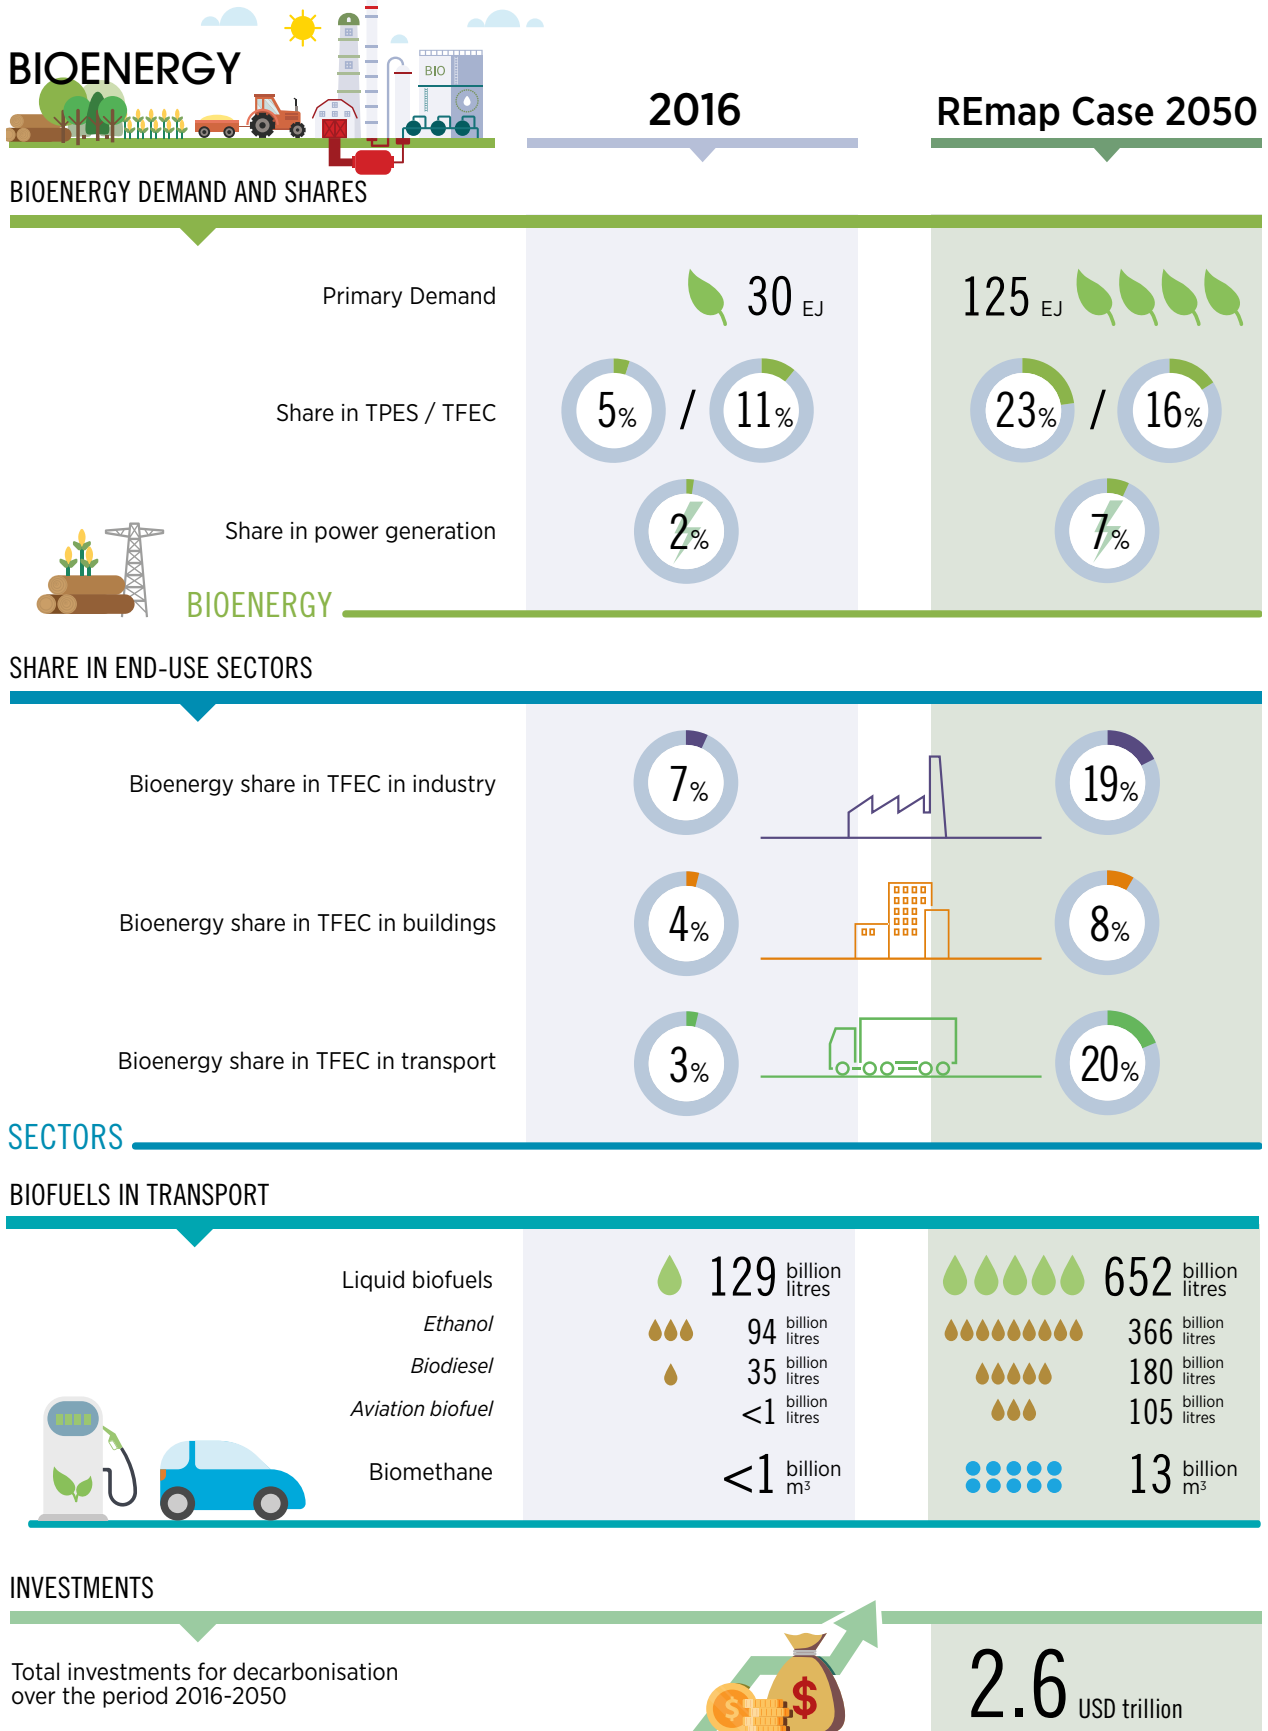 BIOENERGY
BIO
2016
REmap Case 2050
BIOENERGY DEMAND AND SHARES
Primary Demand
30 EJ
125 EJ
Share in TPES / TFEC
5% / 11%
23% / 16%
Share in power generation
2%
7%
BIOENERGY
SHARE IN END-USE SECTORS
Bioenergy share in TFEC in industry
7%
19%
Bioenergy share in TFEC in buildings
4%
8%
Bioenergy share in TFEC in transport
3%
20%
SECTORS
BIOFUELS IN TRANSPORT
Liquid biofuels
129 billion litres
652 billion litres
Ethanol
94 billion litres
366 billion litres
Biodiesel
35 billion litres
180 billion litres
Aviation biofuel
<1 billion litres
105 billion litres
Biomethane
<1 billion m³
13 billion m³
INVESTMENTS
Total investments for decarbonisation
over the period 2016-2050
$
$
2.6 USD trillion